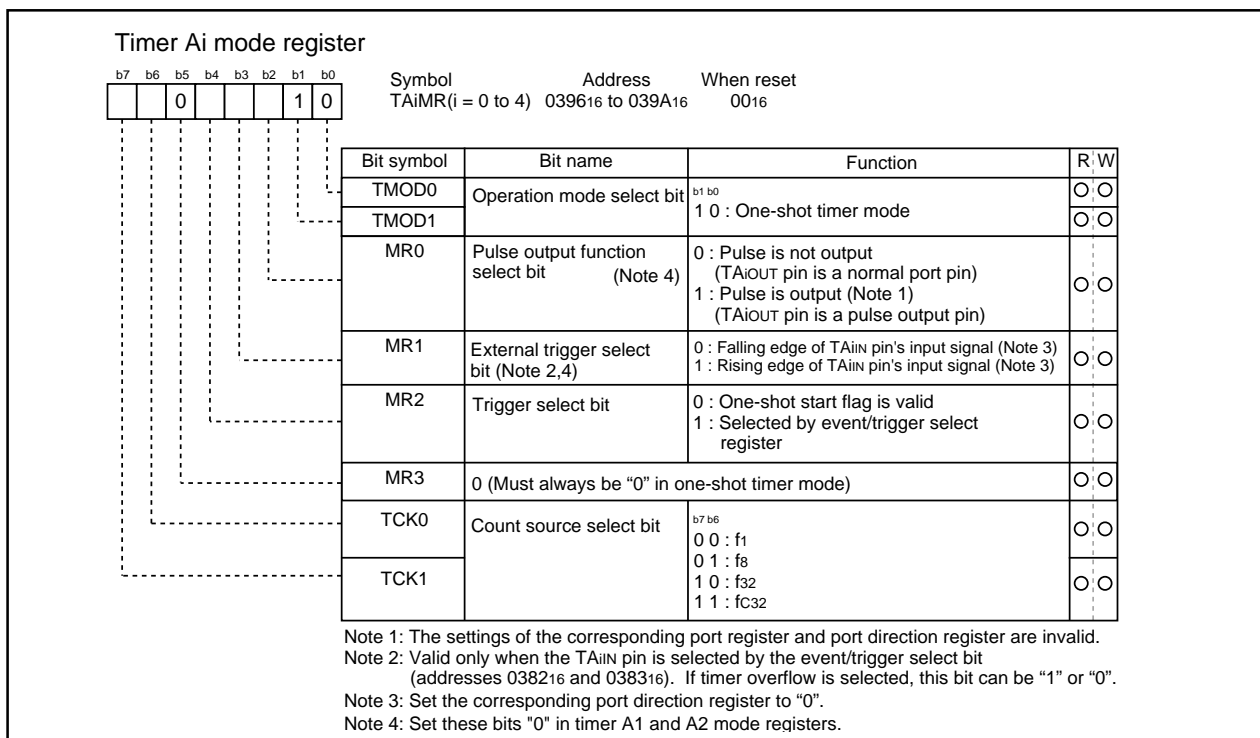 Timer Ai mode register
b7 b6 b5 b4 b3 b2 b1 b0
0 1 0
Symbol Address When reset
TAiMR(i = 0 to 4) 039616 to 039A16 0016
Bit symbol Bit name Function R W
TMOD0
TMOD1
Operation mode select bit
b1 b0
1 0 : One-shot timer mode
MR0
Pulse output function
select bit (Note 4)
0 : Pulse is not output
(TAiOUT pin is a normal port pin)
1 : Pulse is output (Note 1)
(TAiOUT pin is a pulse output pin)
MR1
External trigger select
bit (Note 2,4)
0 : Falling edge of TAiIN pin's input signal (Note 3)
1 : Rising edge of TAiIN pin's input signal (Note 3)
MR2
Trigger select bit
0 : One-shot start flag is valid
1 : Selected by event/trigger select
register
MR3
0 (Must always be “0” in one-shot timer mode)
TCK0
TCK1
Count source select bit
b7 b6
0 0 : f1
0 1 : f8
1 0 : f32
1 1 : fC32
Note 1: The settings of the corresponding port register and port direction register are invalid.
Note 2: Valid only when the TAiIN pin is selected by the event/trigger select bit
(addresses 038216 and 038316). If timer overflow is selected, this bit can be “1” or “0”.
Note 3: Set the corresponding port direction register to “0”.
Note 4: Set these bits "0" in timer A1 and A2 mode registers.